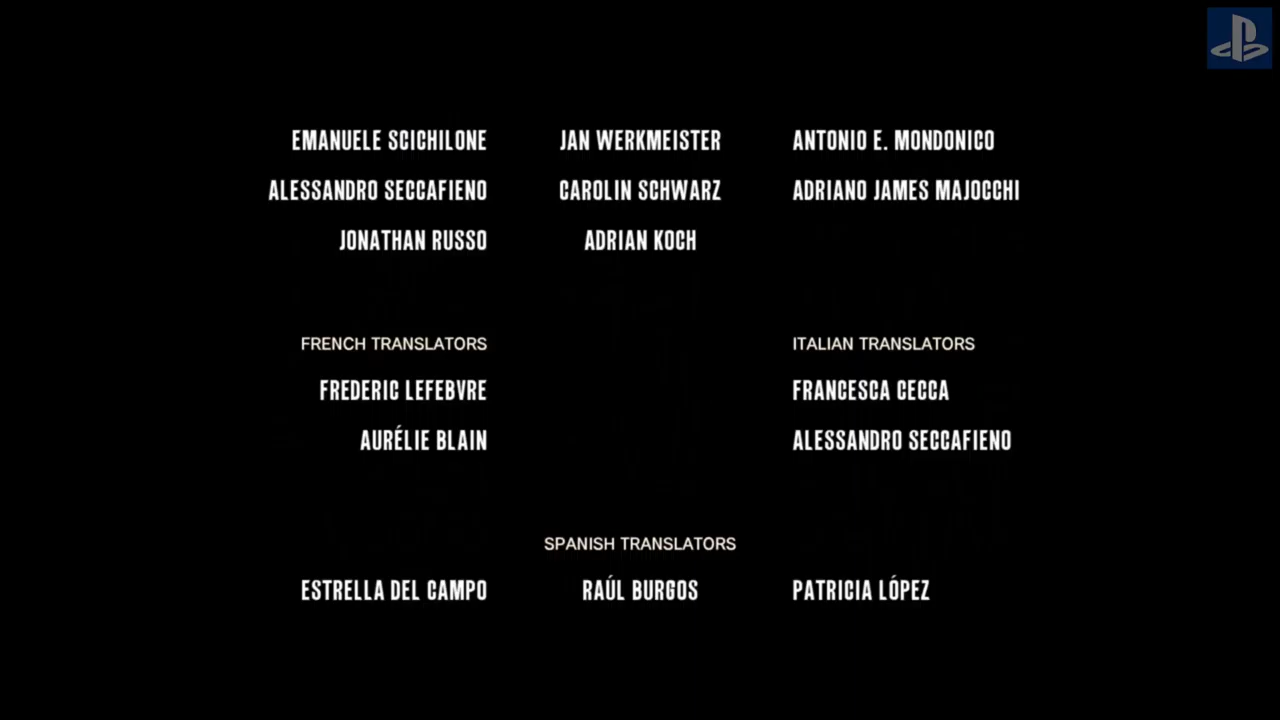 EMANUELE SCICHILONE JAN WERKMEISTER ANTONIO E. MONDONICO
ALESSANDRO SECCAFIENO CAROLIN SCHWARZ ADRIANO JAMES MAJOCCHI
JONATHAN RUSSO ADRIAN KOCH
FRENCH TRANSLATORS ITALIAN TRANSLATORS
FREDERIC LEFEBVRE FRANCESCA CECCA
AURÉLIE BLAIN ALESSANDRO SECCAFIENO
SPANISH TRANSLATORS
ESTRELLA DEL CAMPO RAÚL BURGOS PATRICIA LÓPEZ